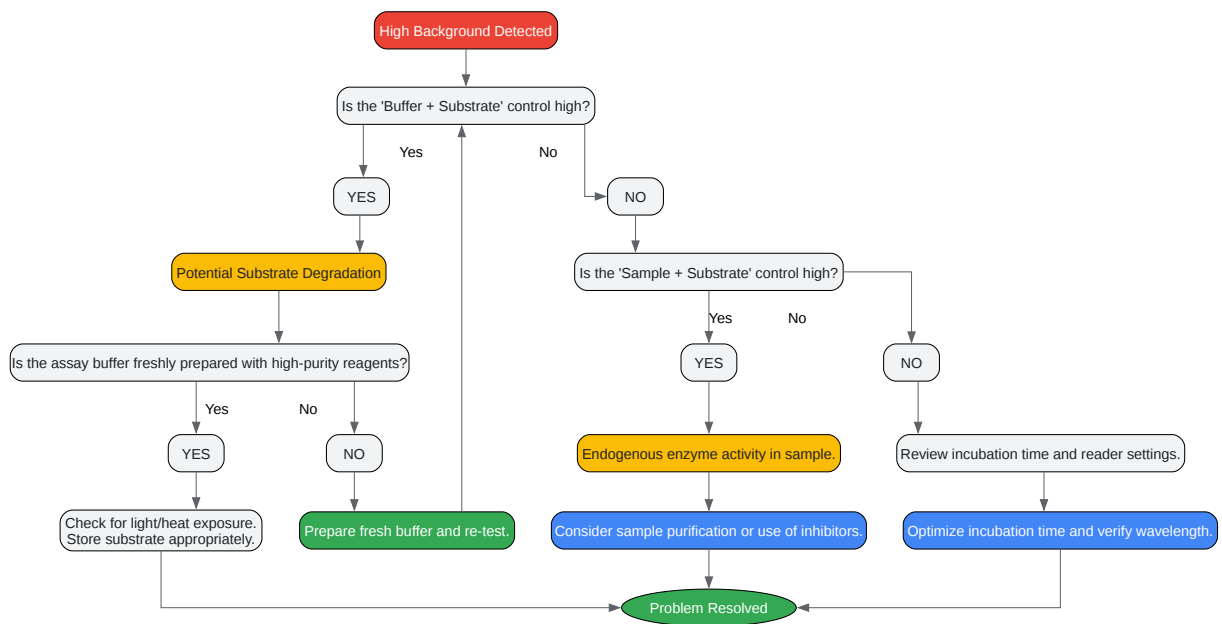 High Background Detected
Is the 'Buffer + Substrate' control high?
Yes
No
YES
NO
Potential Substrate Degradation
Is the 'Sample + Substrate' control high?
Yes
No
Is the assay buffer freshly prepared with high-purity reagents?
YES
NO
Yes
No
YES
NO
Endogenous enzyme activity in sample.
Review incubation time and reader settings.
Check for light/heat exposure.
Store substrate appropriately.
Prepare fresh buffer and re-test.
Consider sample purification or use of inhibitors.
Optimize incubation time and verify wavelength.
Problem Resolved